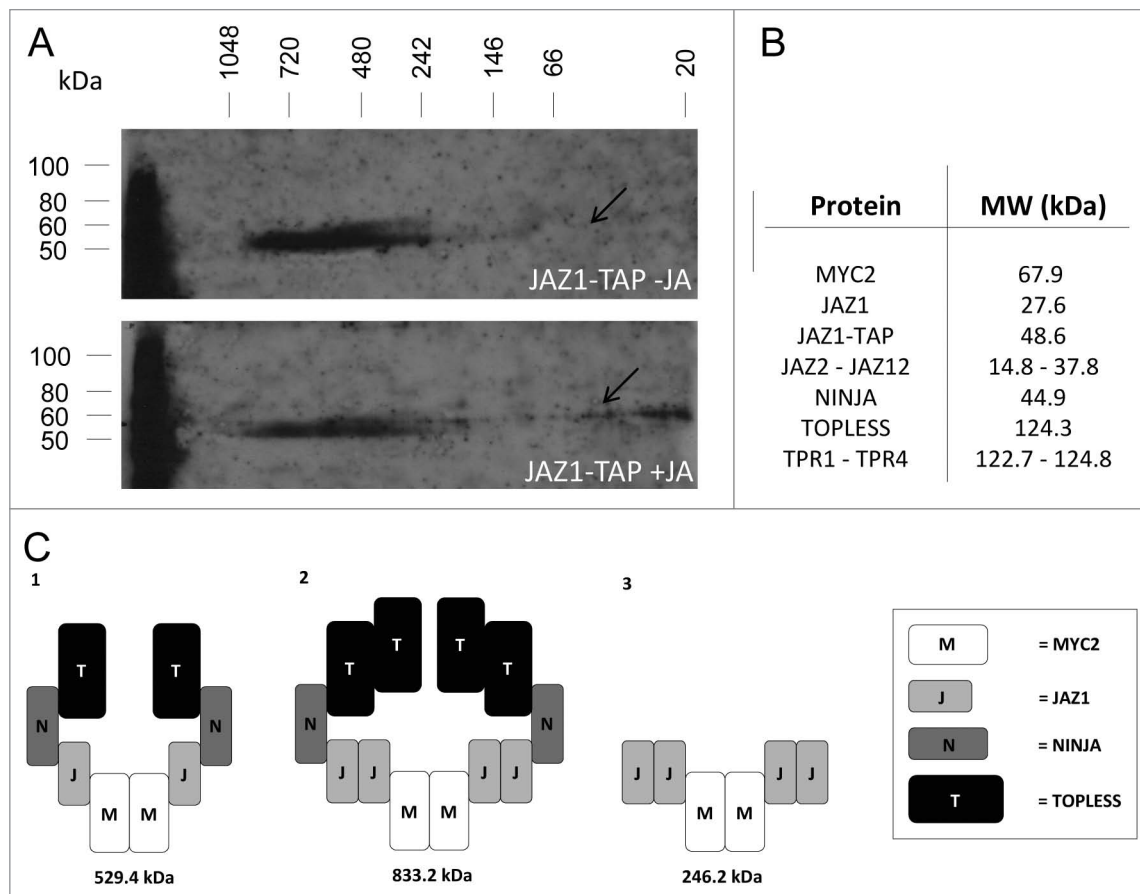 A
kDa
1048 720 480 242 146 66 20
100
80
60
50
JAZ1-TAP -JA
100
80
60
50
JAZ1-TAP +JA
B
Protein MW (kDa)
MYC2 67.9
JAZ1 27.6
JAZ1-TAP 48.6
JAZ2 - JAZ12 14.8 - 37.8
NINJA 44.9
TOPLESS 124.3
TPR1 - TPR4 122.7 - 124.8
C
1
T T
N N
J J
M M
529.4 kDa
2
T T T T
N N
J J J J
M M
833.2 kDa
3
J J J J
M M
246.2 kDa
M = MYC2
J = JAZ1
N = NINJA
T = TOPLESS